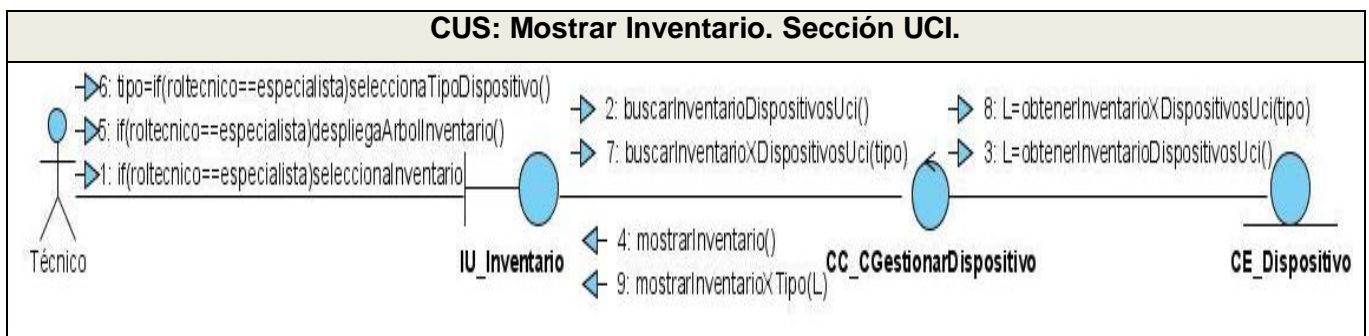 CUS: Mostrar Inventario. Sección UCI.
6: tipo=if(roltecnico==especialista)seleccionaTipoDispositivo()
5: if(roltecnico==especialista)despliegaArbolInventario()
1: if(roltecnico==especialista)seleccionaInventario
2: buscarInventarioDispositivosUci()
7: buscarInventarioXDispositivosUci(tipo)
8: L=obtenerInventarioXDispositivosUci(tipo)
3: L=obtenerInventarioDispositivosUci()
4: mostrarInventario()
9: mostrarInventarioXTipo(L)
Técnico
IU_Inventario
CC_CGestionarDispositivo
CE_Dispositivo